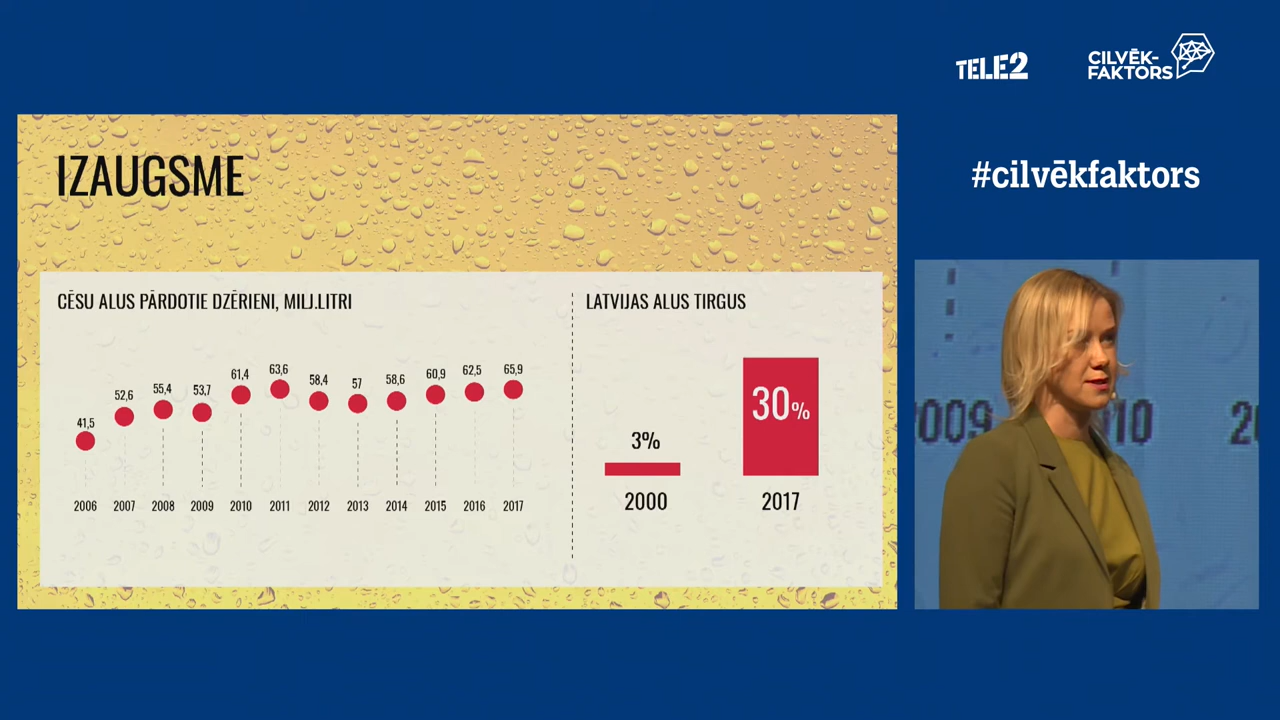 TELE2
CILVĒK-
FAKTORS
#cilvēkfaktors
IZAUGSME
CĒSU ALUS PĀRDOTIE DZĒRIENI, MILJ.LITRI
41,5 52,6 55,4 53,7 61,4 63,6 58,4 57 58,6 60,9 62,5 65,9
2006 2007 2008 2009 2010 2011 2012 2013 2014 2015 2016 2017
LATVIJAS ALUS TIRGUS
3% 30%
2000 2017
2009 2010